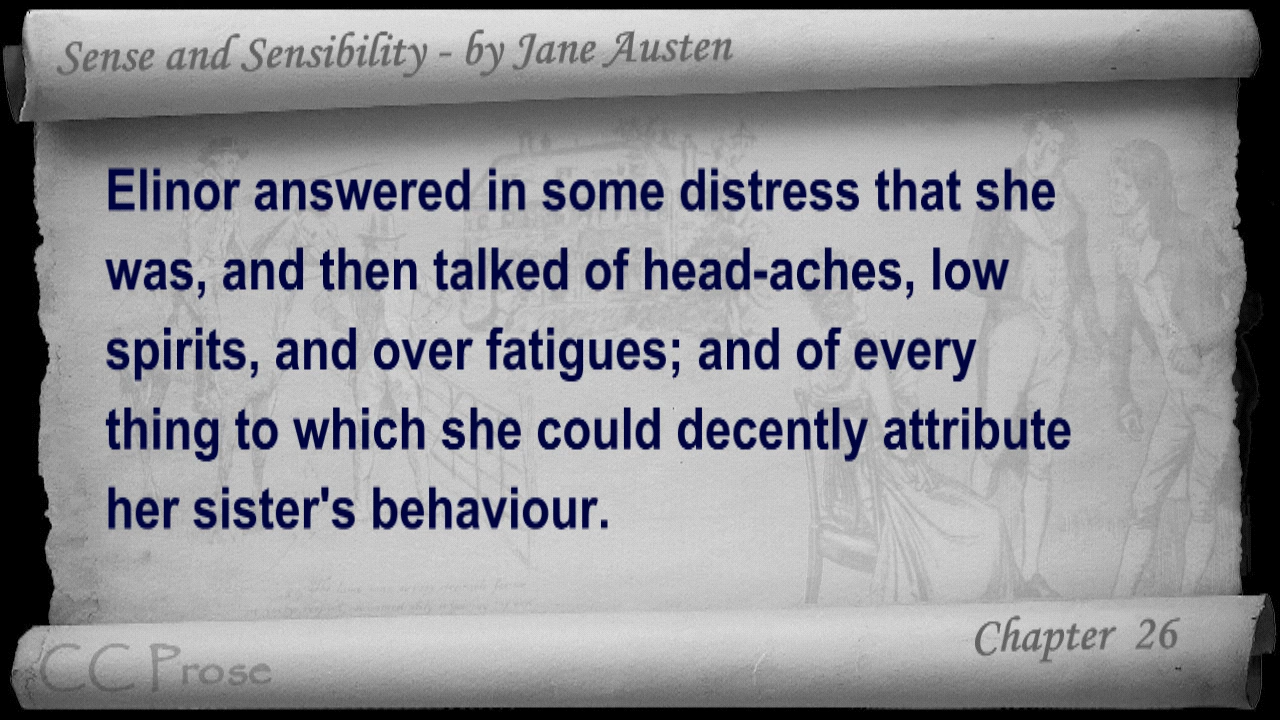 Sense and Sensibility - by Jane Austen
Elinor answered in some distress that she
was, and then talked of head-aches, low
spirits, and over fatigues; and of every
thing to which she could decently attribute
her sister's behaviour.
Chapter 26
CC Prose